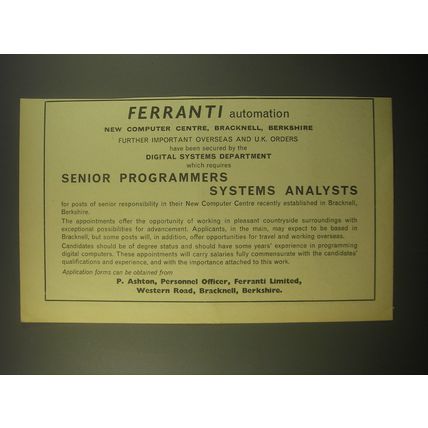 FERRANTI automation
NEW COMPUTER CENTRE, BRACKNELL, BERKSHIRE
FURTHER IMPORTANT OVERSEAS AND U.K. ORDERS
have been secured by the
DIGITAL SYSTEMS DEPARTMENT
which requires
SENIOR PROGRAMMERS
SYSTEMS ANALYSTS
for posts of senior responsibility in their New Computer Centre recently established in Bracknell,
Berkshire.
The appointments offer the opportunity of working in pleasant countryside surroundings with
exceptional possibilities for advancement. Applicants, in the main, may expect to be based in
Bracknell, but some posts will, in addition, offer opportunities for travel and working overseas.
Candidates should be of degree status and should have some years' experience in programming
digital computers. These appointments will carry salaries fully commensurate with the candidates'
qualifications and experience, and with the importance attached to this work.
Application forms can be obtained from
P. Ashton, Personnel Officer, Ferranti Limited,
Western Road, Bracknell, Berkshire.